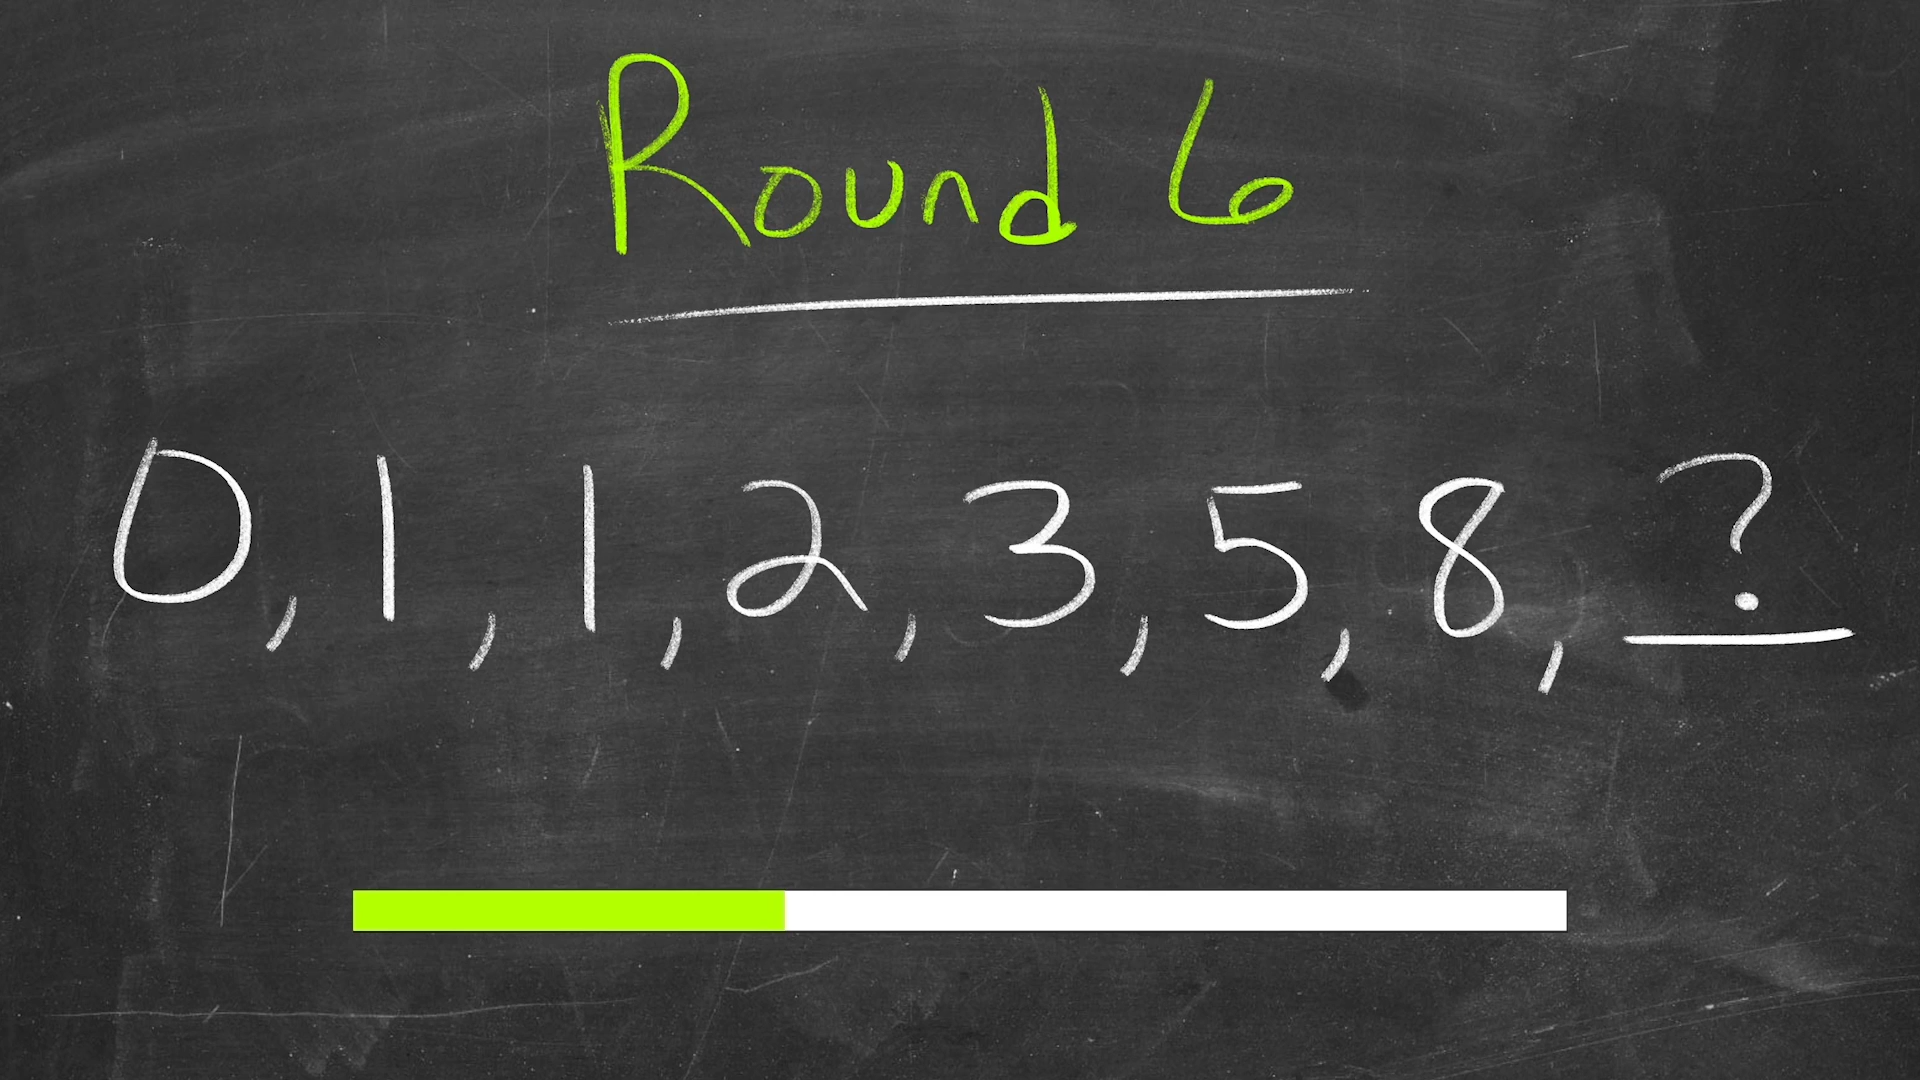 Round 6
0, 1, 1, 2, 3, 5, 8, ?